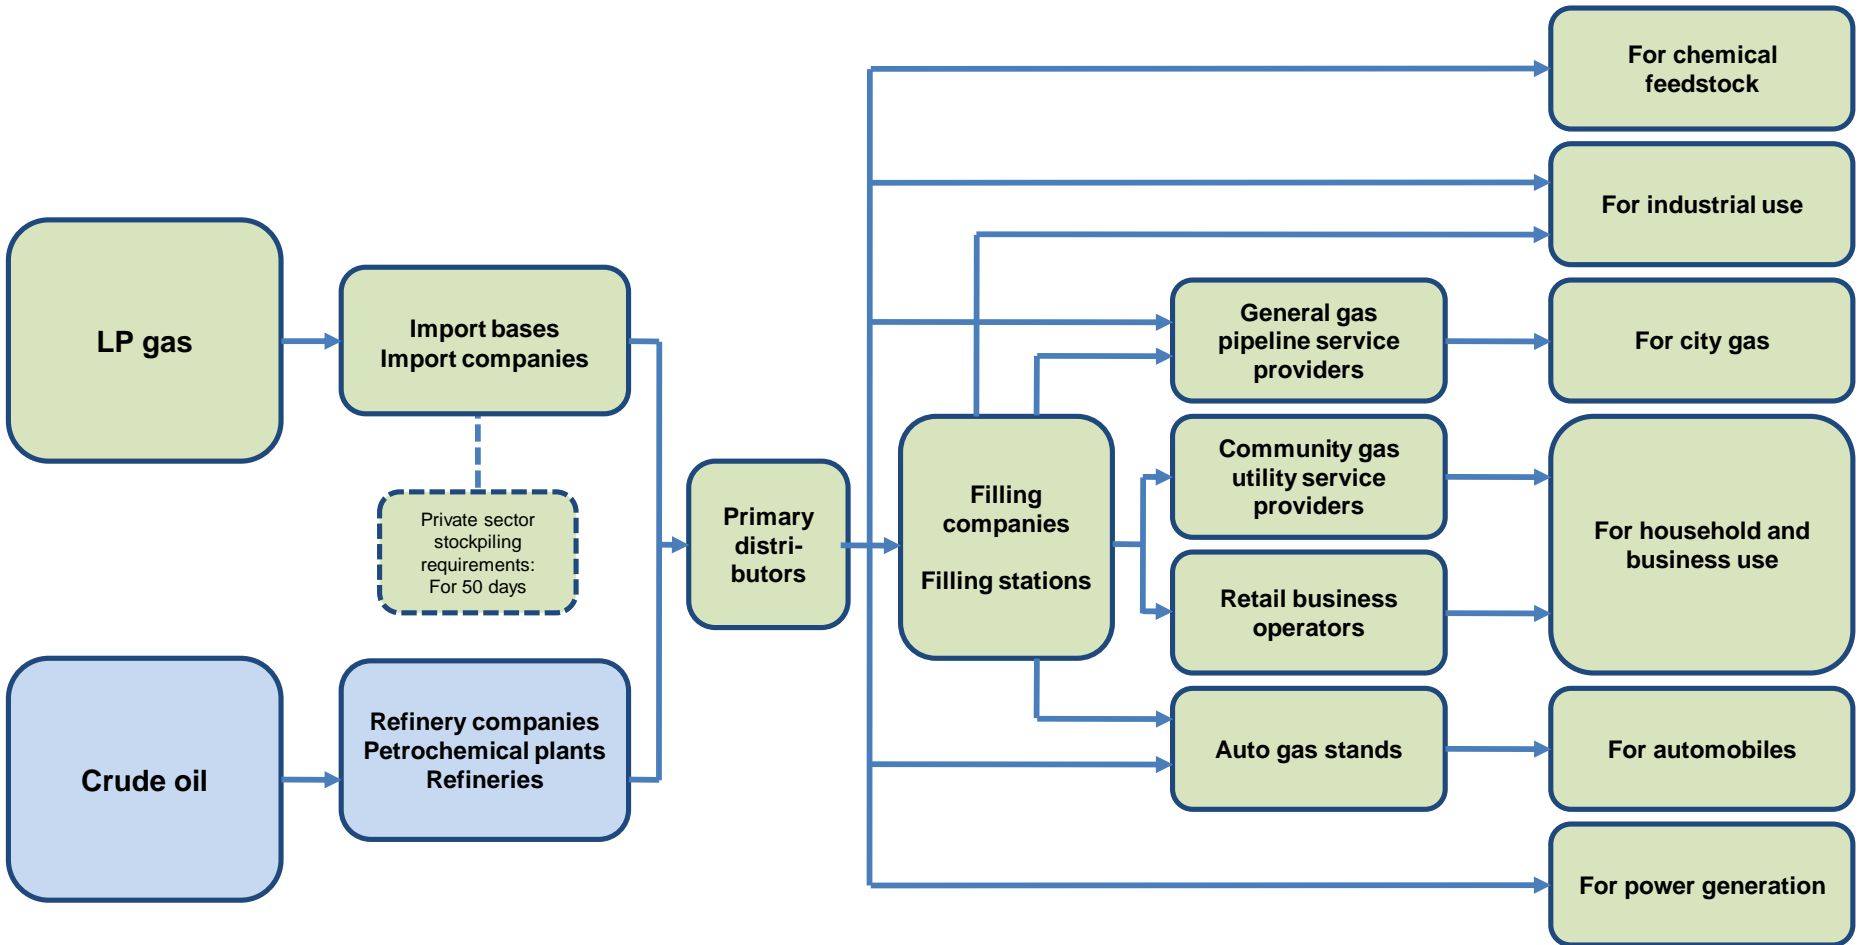 For chemical
feedstock
For industrial use
LP gas
Import bases
Import companies
General gas
pipeline service
providers
For city gas
Private sector
stockpiling
requirements:
For 50 days
Primary
distri-
butors
Filling
companies
Filling stations
Community gas
utility service
providers
For household and
business use
Retail business
operators
Crude oil
Refinery companies
Petrochemical plants
Refineries
Auto gas stands
For automobiles
For power generation